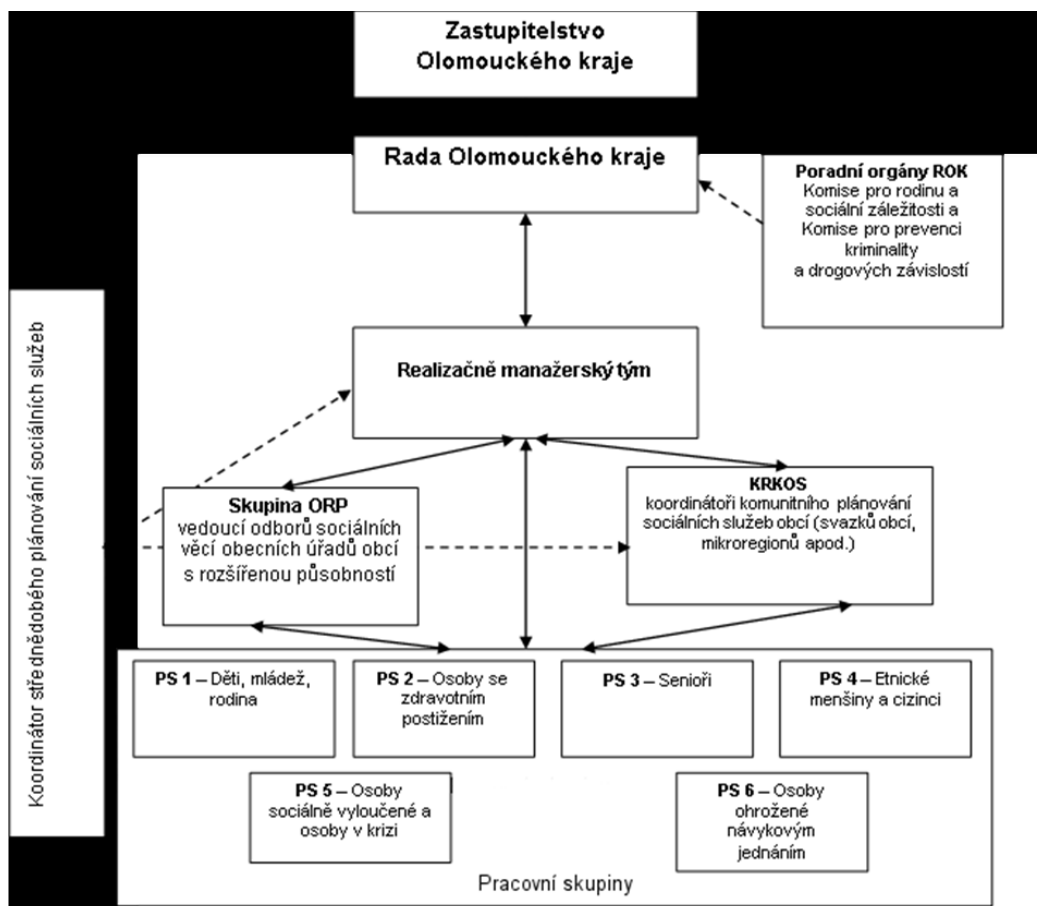 Zastupitelstvo
Olomouckého kraje
Rada Olomouckého kraje
Poradní orgány ROK
Komise pro rodinu a
sociální záležitosti a
Komise pro prevenci
kriminality
a drogových závislostí
Koordinátor střednědobého plánování sociálních služeb
Realizačně manažerský tým
Skupina ORP
vedoucí odborů sociálních
věcí obecních úřadů obcí
s rozšířenou působností
KRKOS
koordinátoři komunitního plánování
sociálních služeb obcí (svazků obcí,
mikroregionů apod.)
PS 1 – Děti, mládež,
rodina
PS 2 – Osoby se
zdravotním
postižením
PS 3 – Senioři
PS 4 – Etnické
menšiny a cizinci
PS 5 – Osoby
sociálně vyloučené a
osoby v krizi
PS 6 – Osoby
ohrožené
návykovým
jednáním
Pracovní skupiny